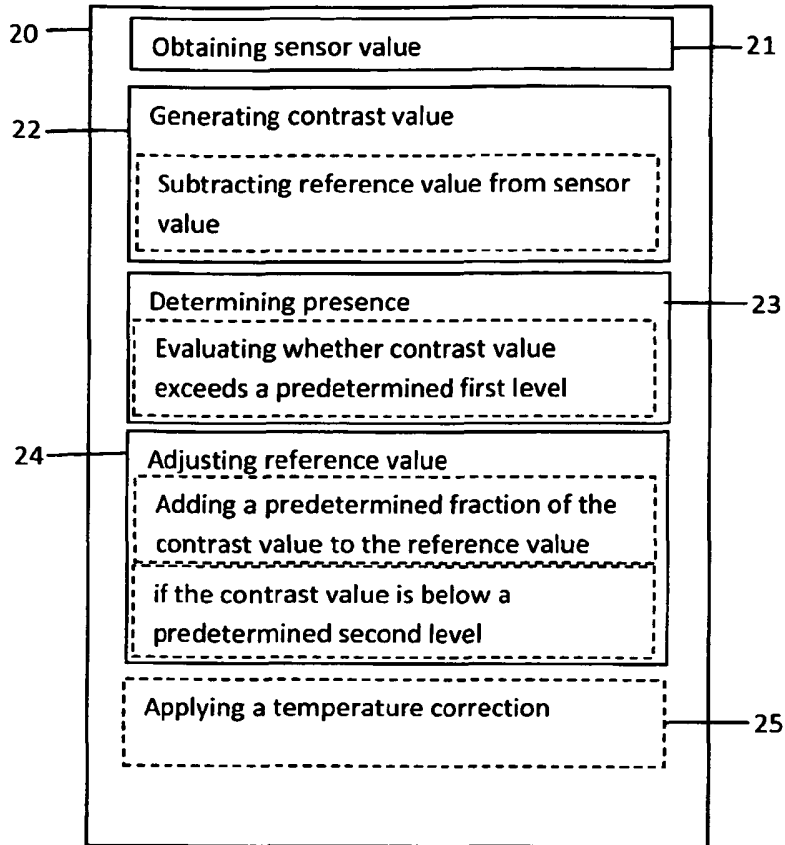 20
Obtaining sensor value
21
22
Generating contrast value
Subtracting reference value from sensor
value
Determining presence
23
Evaluating whether contrast value
exceeds a predetermined first level
24
Adjusting reference value
Adding a predetermined fraction of the
contrast value to the reference value
if the contrast value is below a
predetermined second level
Applying a temperature correction
25